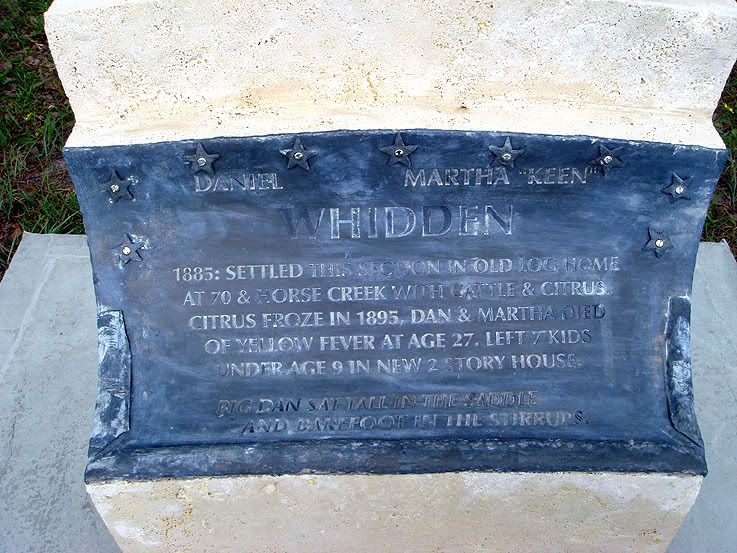 DANIEL MARTHA "KEEN"
WHIDDEN
1885: SETTLED THIS SECTION IN OLD LOG HOME
AT 70 & HORSE CREEK WITH CATTLE & CITRUS.
CITRUS FROZE IN 1895, DAN & MARTHA DIED
OF YELLOW FEVER AT AGE 27. LEFT 7 KIDS
UNDER AGE 9 IN NEW 2 STORY HOUSE.
BIG DAN SAT TALL IN THE SADDLE
AND BAREFOOT IN THE STIRRUPS.